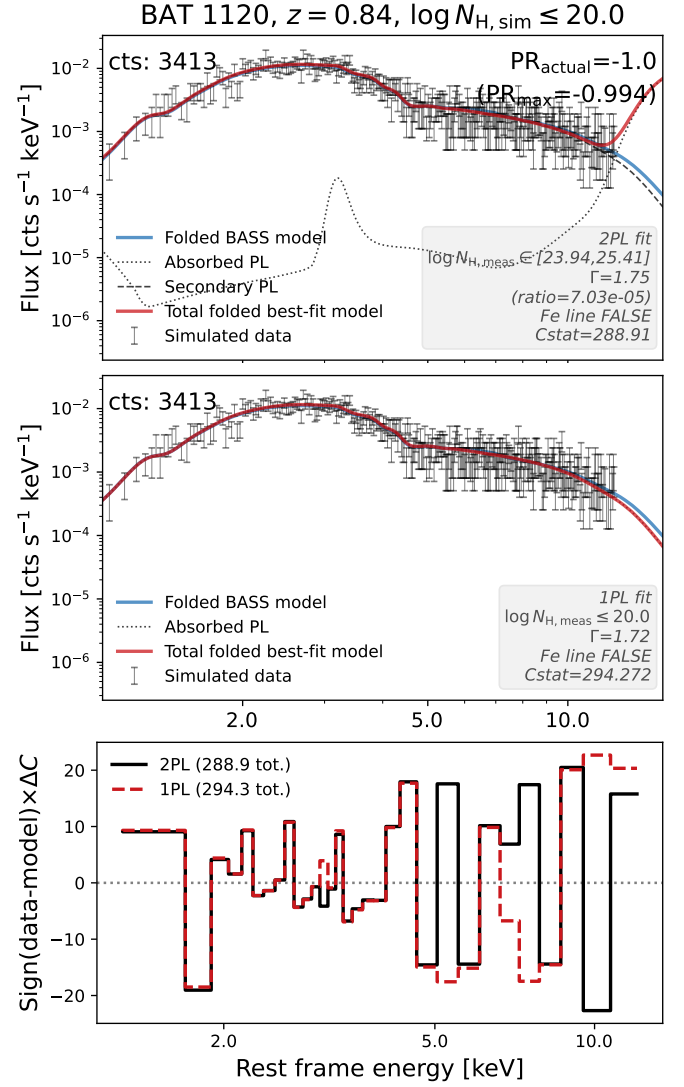 BAT 1120, z = 0.84, log N_H, sim ≤ 20.0
cts: 3413
PR_actual=-1.0
(PR_max=-0.994)
Flux [cts s⁻¹ keV⁻¹]
10⁻²
10⁻³
10⁻⁴
10⁻⁵
10⁻⁶
Folded BASS model
Absorbed PL
Secondary PL
Total folded best-fit model
Simulated data
2PL fit
log N_H, meas ∈ [23.94,25.41]
Γ=1.75
(ratio=7.03e-05)
Fe line FALSE
Cstat=288.91
cts: 3413
Flux [cts s⁻¹ keV⁻¹]
10⁻²
10⁻³
10⁻⁴
10⁻⁵
10⁻⁶
Folded BASS model
Absorbed PL
Total folded best-fit model
Simulated data
1PL fit
log N_H, meas ≤ 20.0
Γ=1.72
Fe line FALSE
Cstat=294.272
2.0 5.0 10.0
Sign(data-model)×ΔC
20
10
0
−10
−20
2PL (288.9 tot.)
1PL (294.3 tot.)
2.0 5.0 10.0
Rest frame energy [keV]